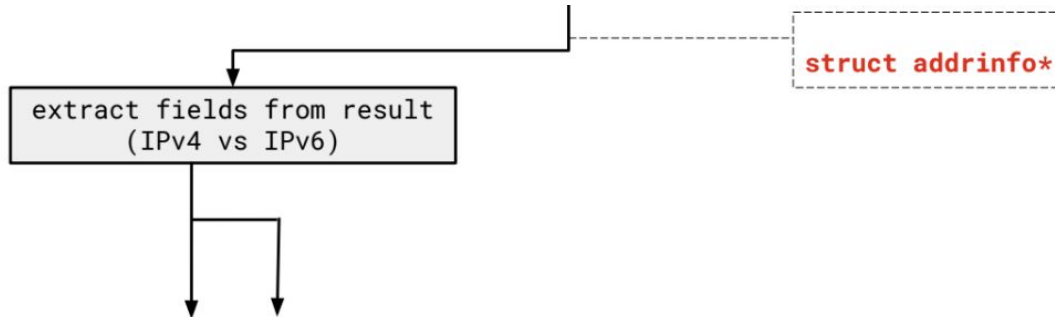 struct addrinfo*
extract fields from result
(IPv4 vs IPv6)